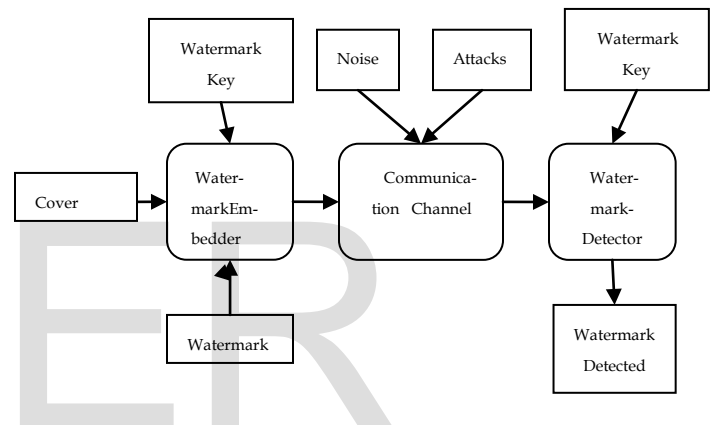 Watermark
Key
Noise
Attacks
Watermark
Key
Cover
Water-
markEm-
bedder
Communica-
tion Channel
Water-
mark-
Detector
Watermark
Watermark
Detected
ER